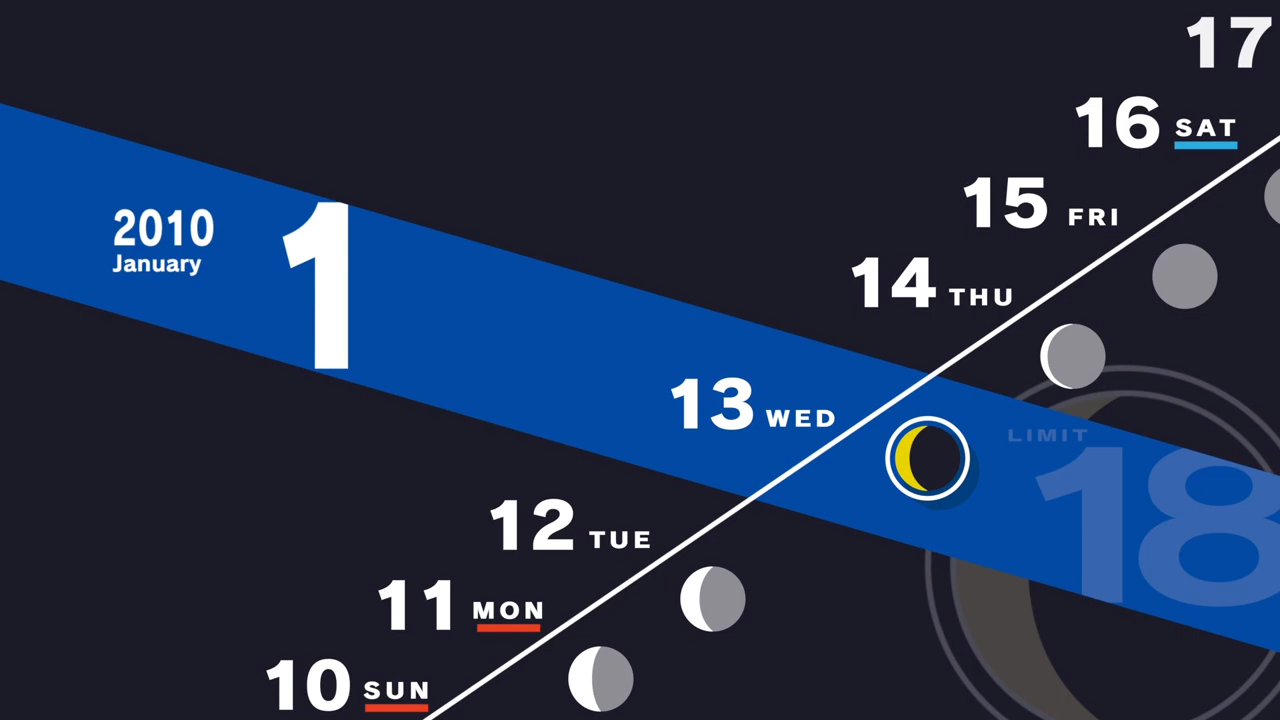 17
16 SAT
15 FRI
14 THU
2010
January
1
13 WED
LIMIT
18
12 TUE
11 MON
10 SUN